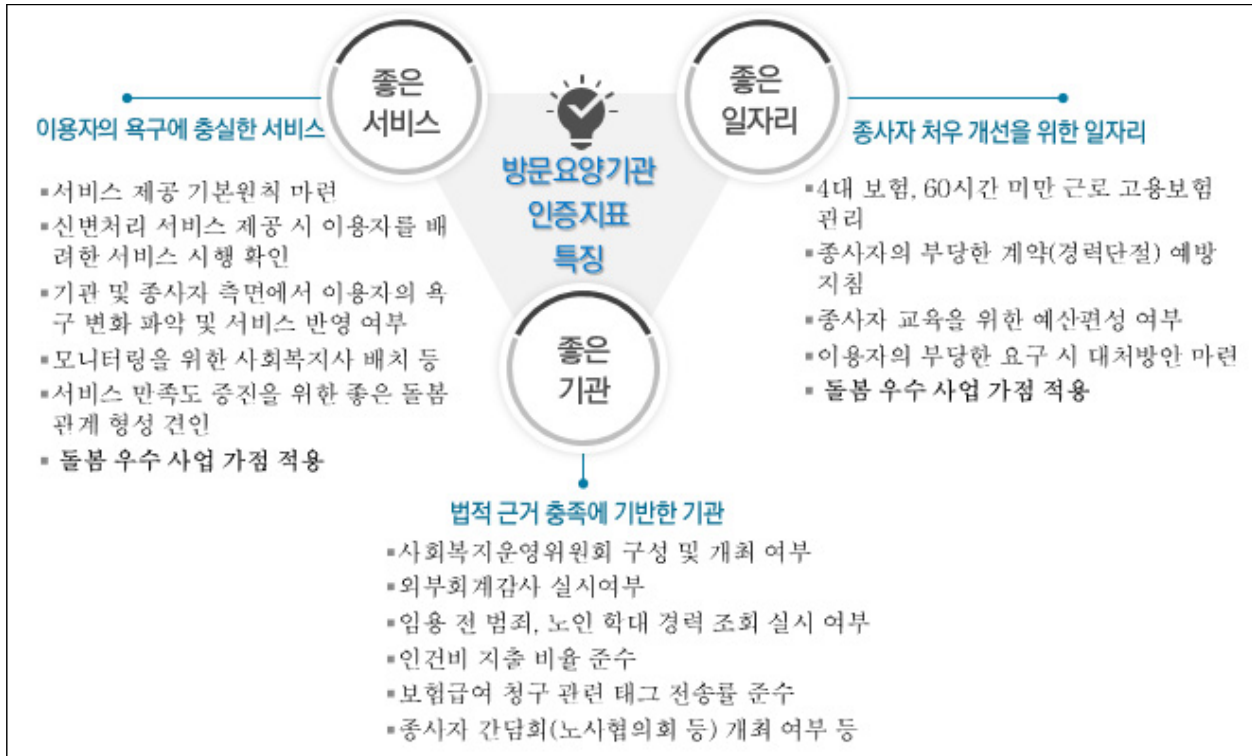 좋은
서비스
좋은
일자리
이용자의 욕구에 충실한 서비스
종사자 처우 개선을 위한 일자리
방문요양기관
인증지표
특징
▪서비스 제공 기본원칙 마련
▪신변처리 서비스 제공 시 이용자를 배
려한 서비스 시행 확인
▪기관 및 종사자 측면에서 이용자의 욕
구 변화 파악 및 서비스 반영 여부
▪모니터링을 위한 사회복지사 배치 등
▪서비스 만족도 증진을 위한 좋은 돌봄
관계 형성 견인
▪ 돌봄 우수 사업 가점 적용
▪4대 보험, 60시간 미만 근로 고용보험
관리
▪종사자의 부당한 계약(경력단절) 예방
지침
▪종사자 교육을 위한 예산편성 여부
▪이용자의 부당한 요구 시 대처방안 마련
▪ 돌봄 우수 사업 가점 적용
좋은
기관
법적 근거 충족에 기반한 기관
▪사회복지운영위원회 구성 및 개최 여부
▪외부회계감사 실시여부
▪임용 전 범죄, 노인 학대 경력 조회 실시 여부
▪인건비 지출 비율 준수
▪보험급여 청구 관련 태그 전송률 준수
▪종사자 간담회(노사협의회 등) 개최 여부 등